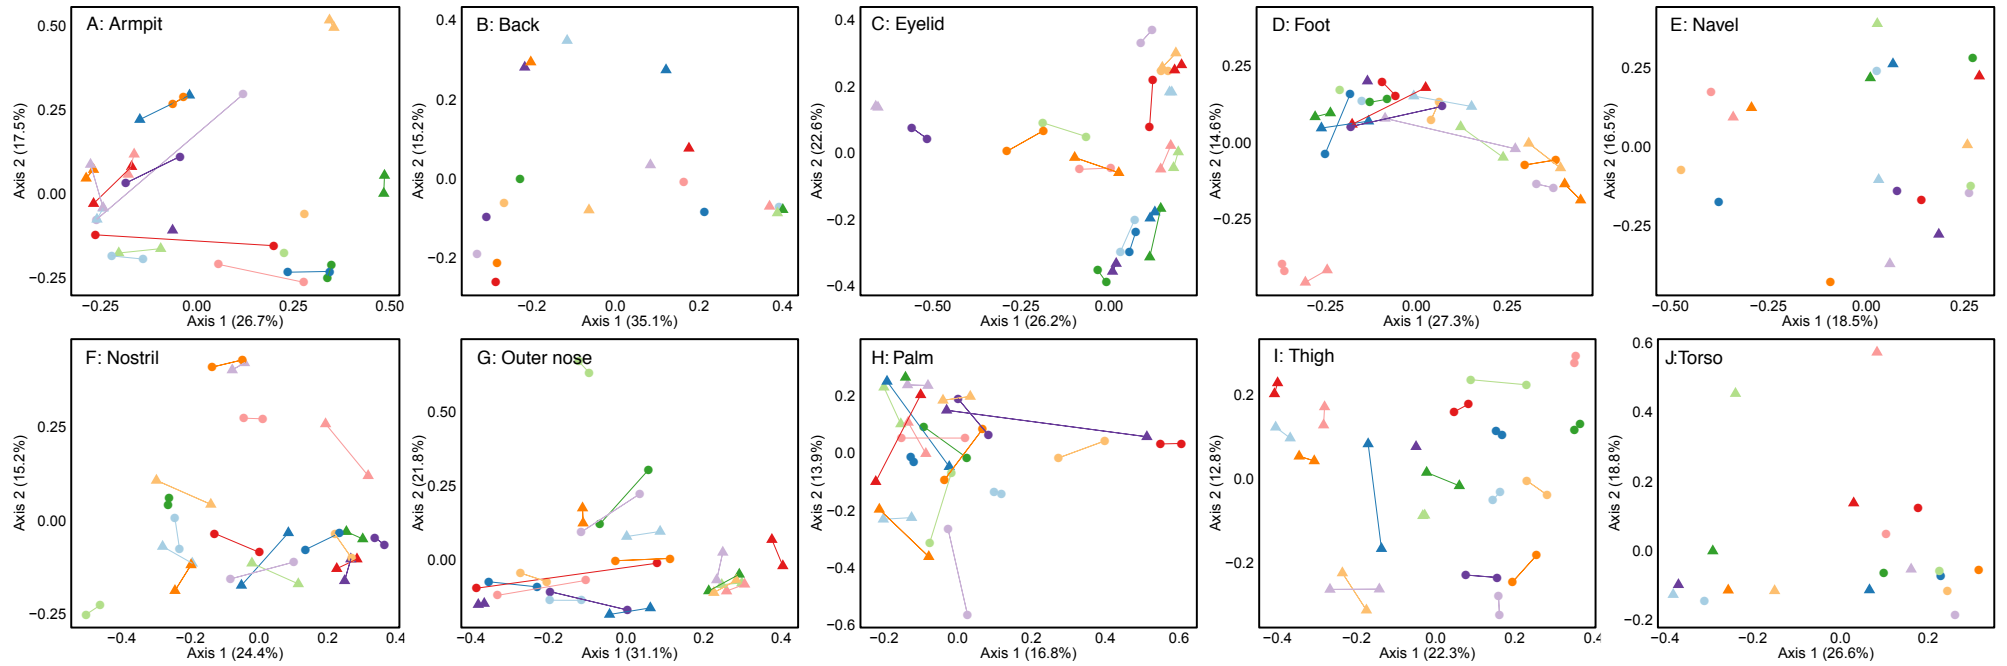 A: Armpit
0.50
0.25
0.00
−0.25
Axis 2 (17.5%)
−0.25 0.00 0.25 0.50
Axis 1 (26.7%)
B: Back
0.4
0.2
0.0
−0.2
Axis 2 (15.2%)
−0.2 0.0 0.2 0.4
Axis 1 (35.1%)
C: Eyelid
0.4
0.2
0.0
−0.2
−0.4
Axis 2 (22.6%)
−0.50 −0.25 0.00
Axis 1 (26.2%)
D: Foot
0.25
0.00
−0.25
Axis 2 (14.6%)
−0.25 0.00 0.25
Axis 1 (27.3%)
E: Navel
0.25
0.00
−0.25
Axis 2 (16.5%)
−0.50 −0.25 0.00 0.25
Axis 1 (18.5%)
F: Nostril
0.25
0.00
−0.25
Axis 2 (15.2%)
−0.4 −0.2 0.0 0.2 0.4
Axis 1 (24.4%)
G: Outer nose
0.50
0.25
0.00
Axis 2 (21.8%)
−0.4 −0.2 0.0 0.2 0.4
Axis 1 (31.1%)
H: Palm
0.2
0.0
−0.2
−0.4
−0.6
Axis 2 (13.9%)
−0.2 0.0 0.2 0.4 0.6
Axis 1 (16.8%)
I: Thigh
0.2
0.0
−0.2
Axis 2 (12.8%)
−0.4 −0.2 0.0 0.2 0.4
Axis 1 (22.3%)
J:Torso
0.6
0.4
0.2
0.0
−0.2
Axis 2 (18.8%)
−0.4 −0.2 0.0 0.2
Axis 1 (26.6%)